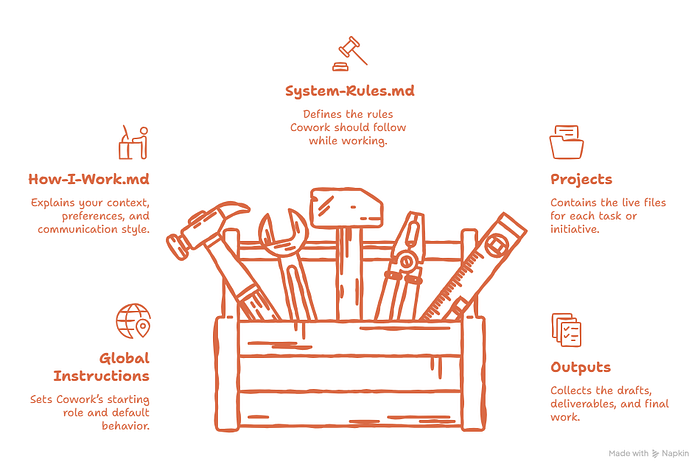 System-Rules.md
Defines the rules
Cowork should follow
while working.
How-I-Work.md
Explains your context,
preferences, and
communication style.
Projects
Contains the live files
for each task or
initiative.
Global
Instructions
Sets Cowork's starting
role and default
behavior.
Outputs
Collects the drafts,
deliverables, and final
work.
Made with Napkin